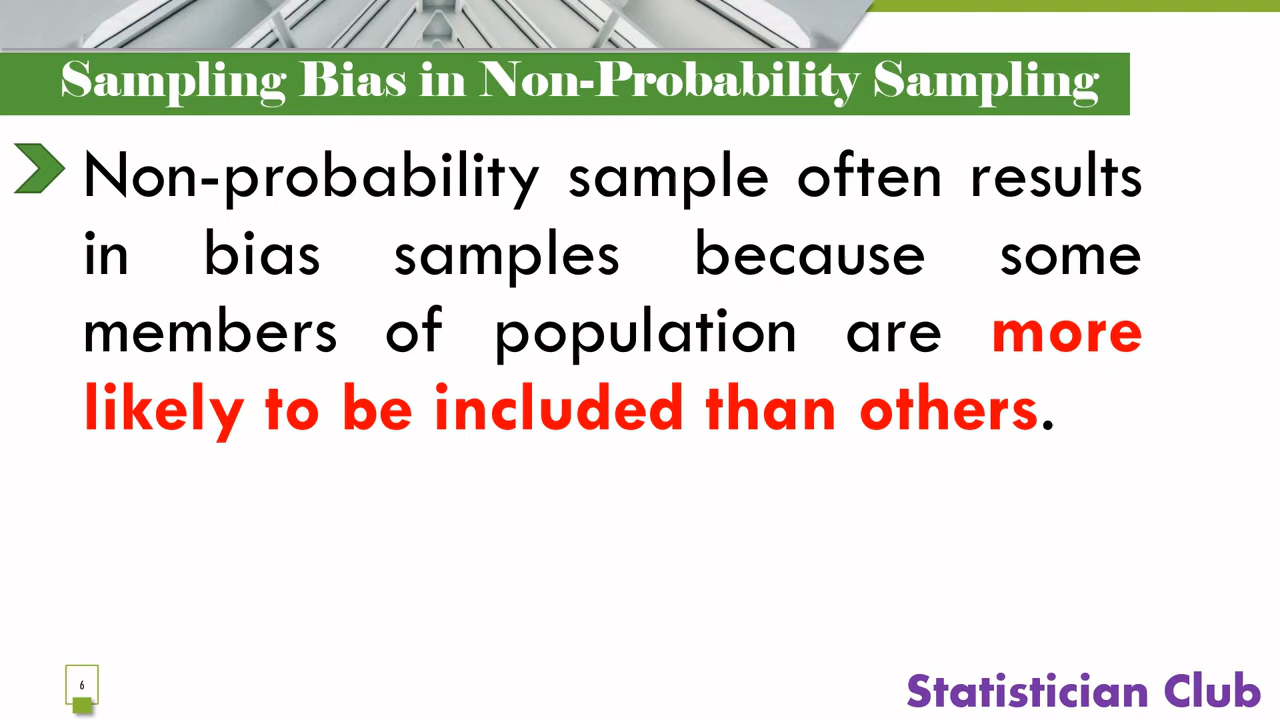 Sampling Bias in Non-Probability Sampling
Non-probability sample often results
in bias samples because some
members of population are more
likely to be included than others.
6
Statistician Club